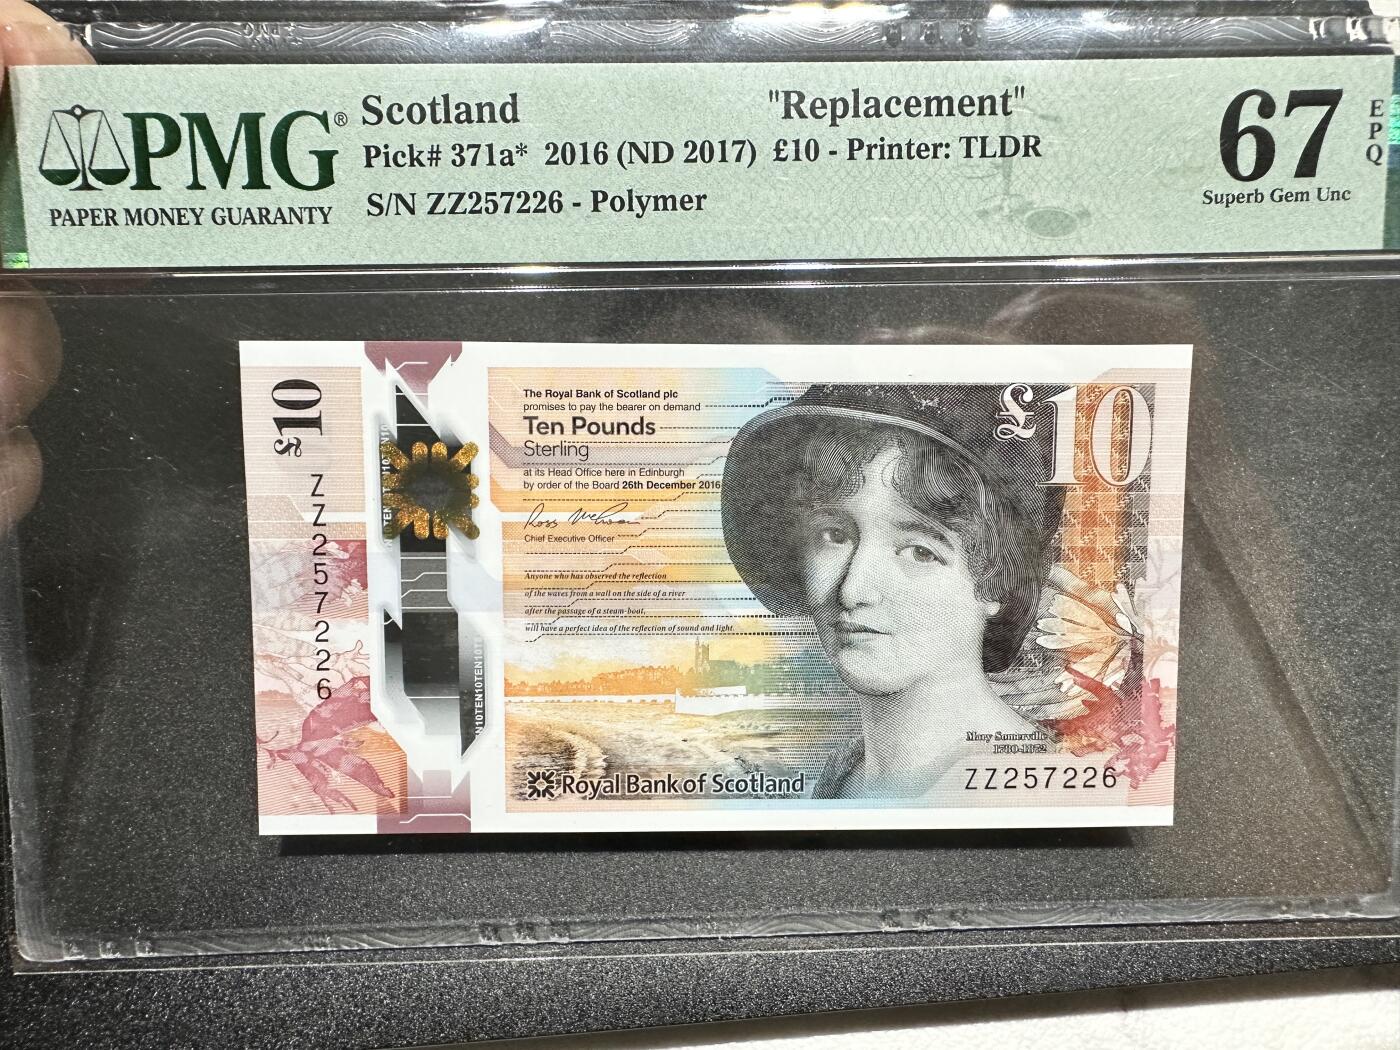 PMG®
PAPER MONEY GUARANTY
Scotland
"Replacement"
Pick# 371a* 2016 (ND 2017) £10 - Printer: TLDR
S/N ZZ257226 - Polymer
67
EPQ
Superb Gem Unc
£10
ZZ257226
The Royal Bank of Scotland plc
promises to pay the bearer on demand
Ten Pounds
Sterling
at its Head Office here in Edinburgh
by order of the Board 26th December 2016
Chief Executive Officer
Anyone who has observed the reflection
of the waves from a wall on the side of a river
after the passage of a steam-boat,
will have a perfect idea of the reflection of sound and light.
£10
Mary Somerville
1780-1872
Royal Bank of Scotland
ZZ257226